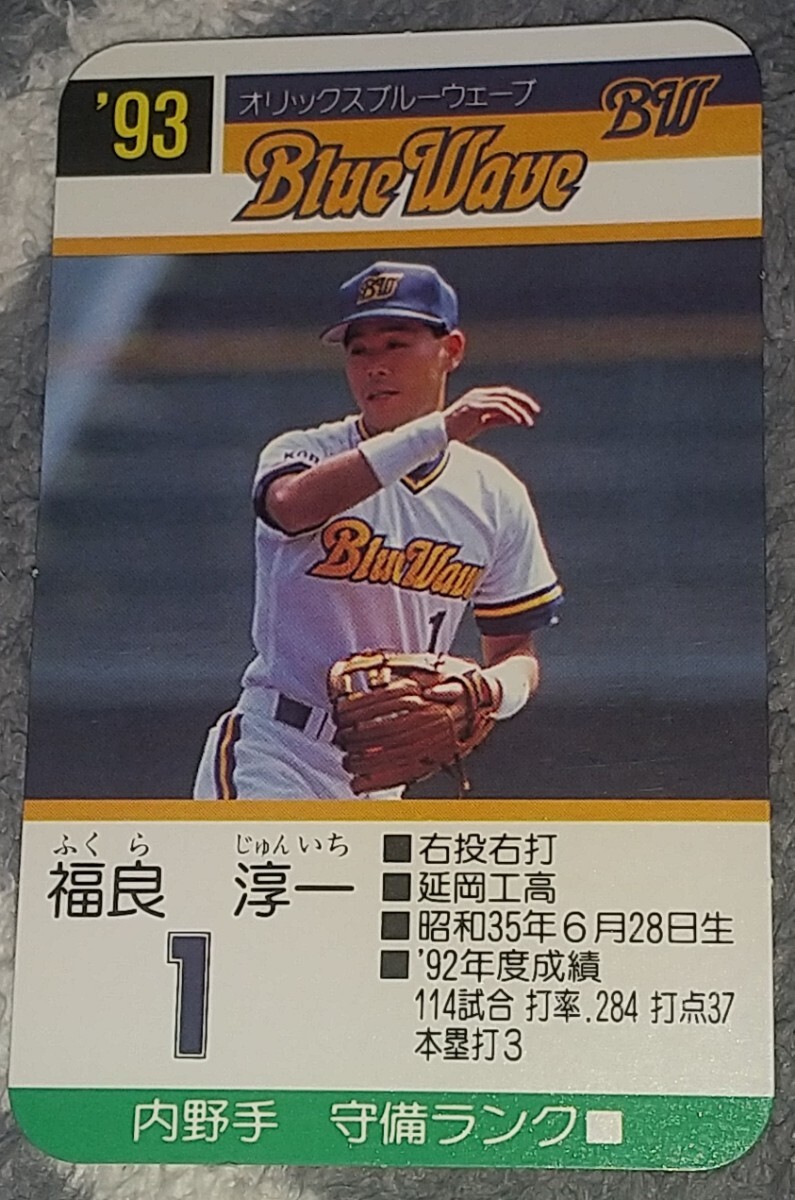 '93
オリックスブルーウェーブ
BW
Blue Wave
BW
KOB
Blue Wave
1
ふくら じゅんいち
福良 淳一
1
■右投右打
■延岡工高
■昭和35年6月28日生
■'92年度成績
114試合 打率.284 打点37
本塁打3
内野手 守備ランク■